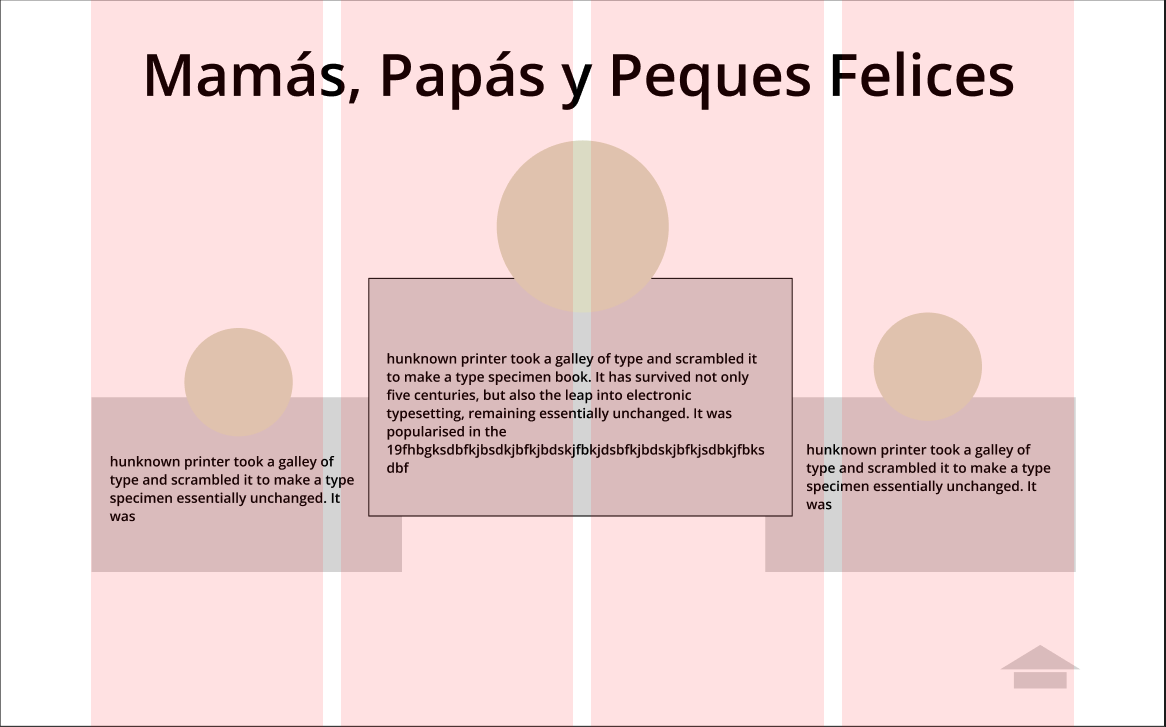 Mamás, Papás y Peques Felices
hunknown printer took a galley of type and scrambled it
to make a type specimen book. It has survived not only
five centuries, but also the leap into electronic
typesetting, remaining essentially unchanged. It was
popularised in the
19fhbgksdbfkjbsdkjbfkjbdskjfbkjdsbfkjbdskjbfkjsdbkjfbks
dbf
hunknown printer took a galley of
type and scrambled it to make a type
specimen essentially unchanged. It
was
hunknown printer took a galley of
type and scrambled it to make a type
specimen essentially unchanged. It
was